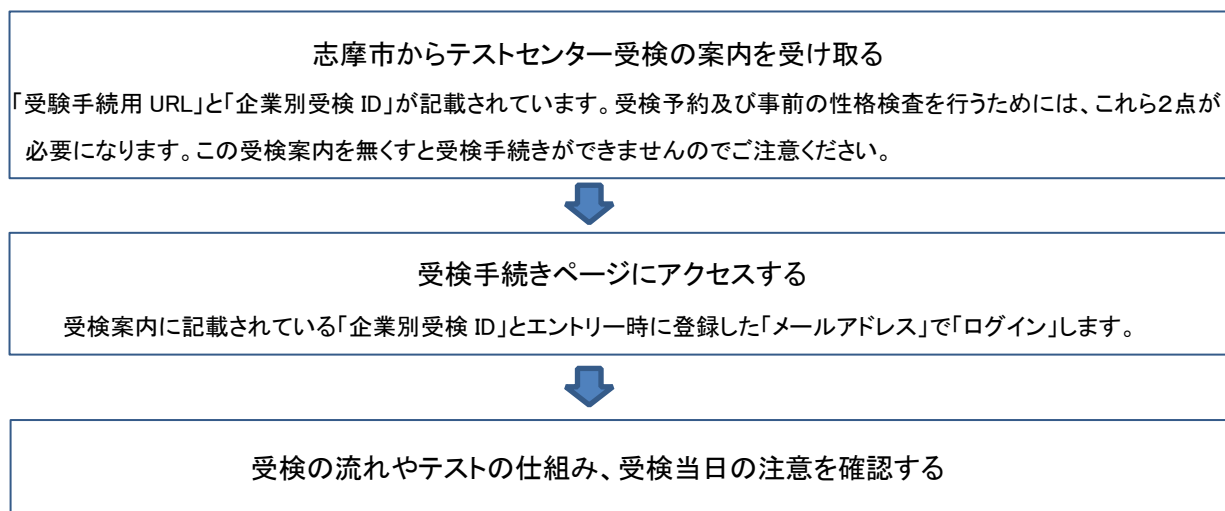 志摩市からテストセンター受検の案内を受け取る
「受験手続用 URL」と「企業別受検 ID」が記載されています。受検予約及び事前の性格検査を行うためには、これら２点が
必要になります。この受検案内を無くすと受検手続きができませんのでご注意ください。
受検手続きページにアクセスする
受検案内に記載されている「企業別受検 ID」とエントリー時に登録した「メールアドレス」で「ログイン」します。
受検の流れやテストの仕組み、受検当日の注意を確認する